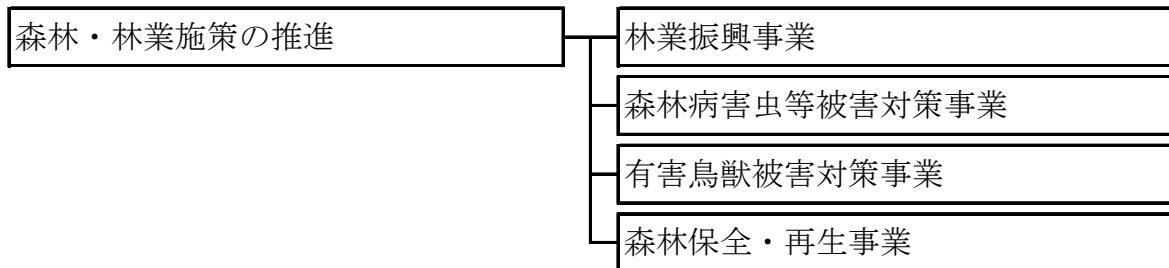 森林・林業施策の推進
林業振興事業
森林病害虫等被害対策事業
有害鳥獣被害対策事業
森林保全・再生事業